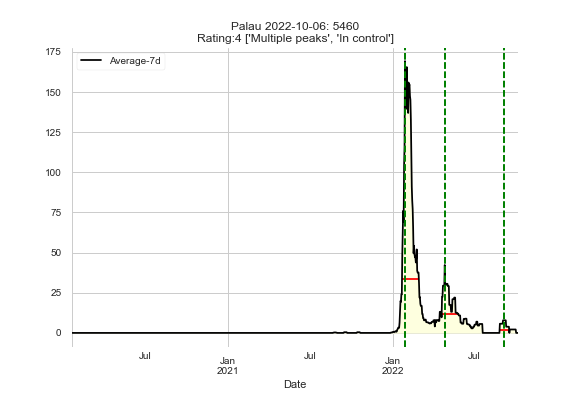 Palau 2022-10-06: 5460
Rating:4 ['Multiple peaks', 'In control']
175
Average-7d
150
125
100
75
50
25
0
Jul
Jan
2021
Jul
Jan
2022
Jul
Date